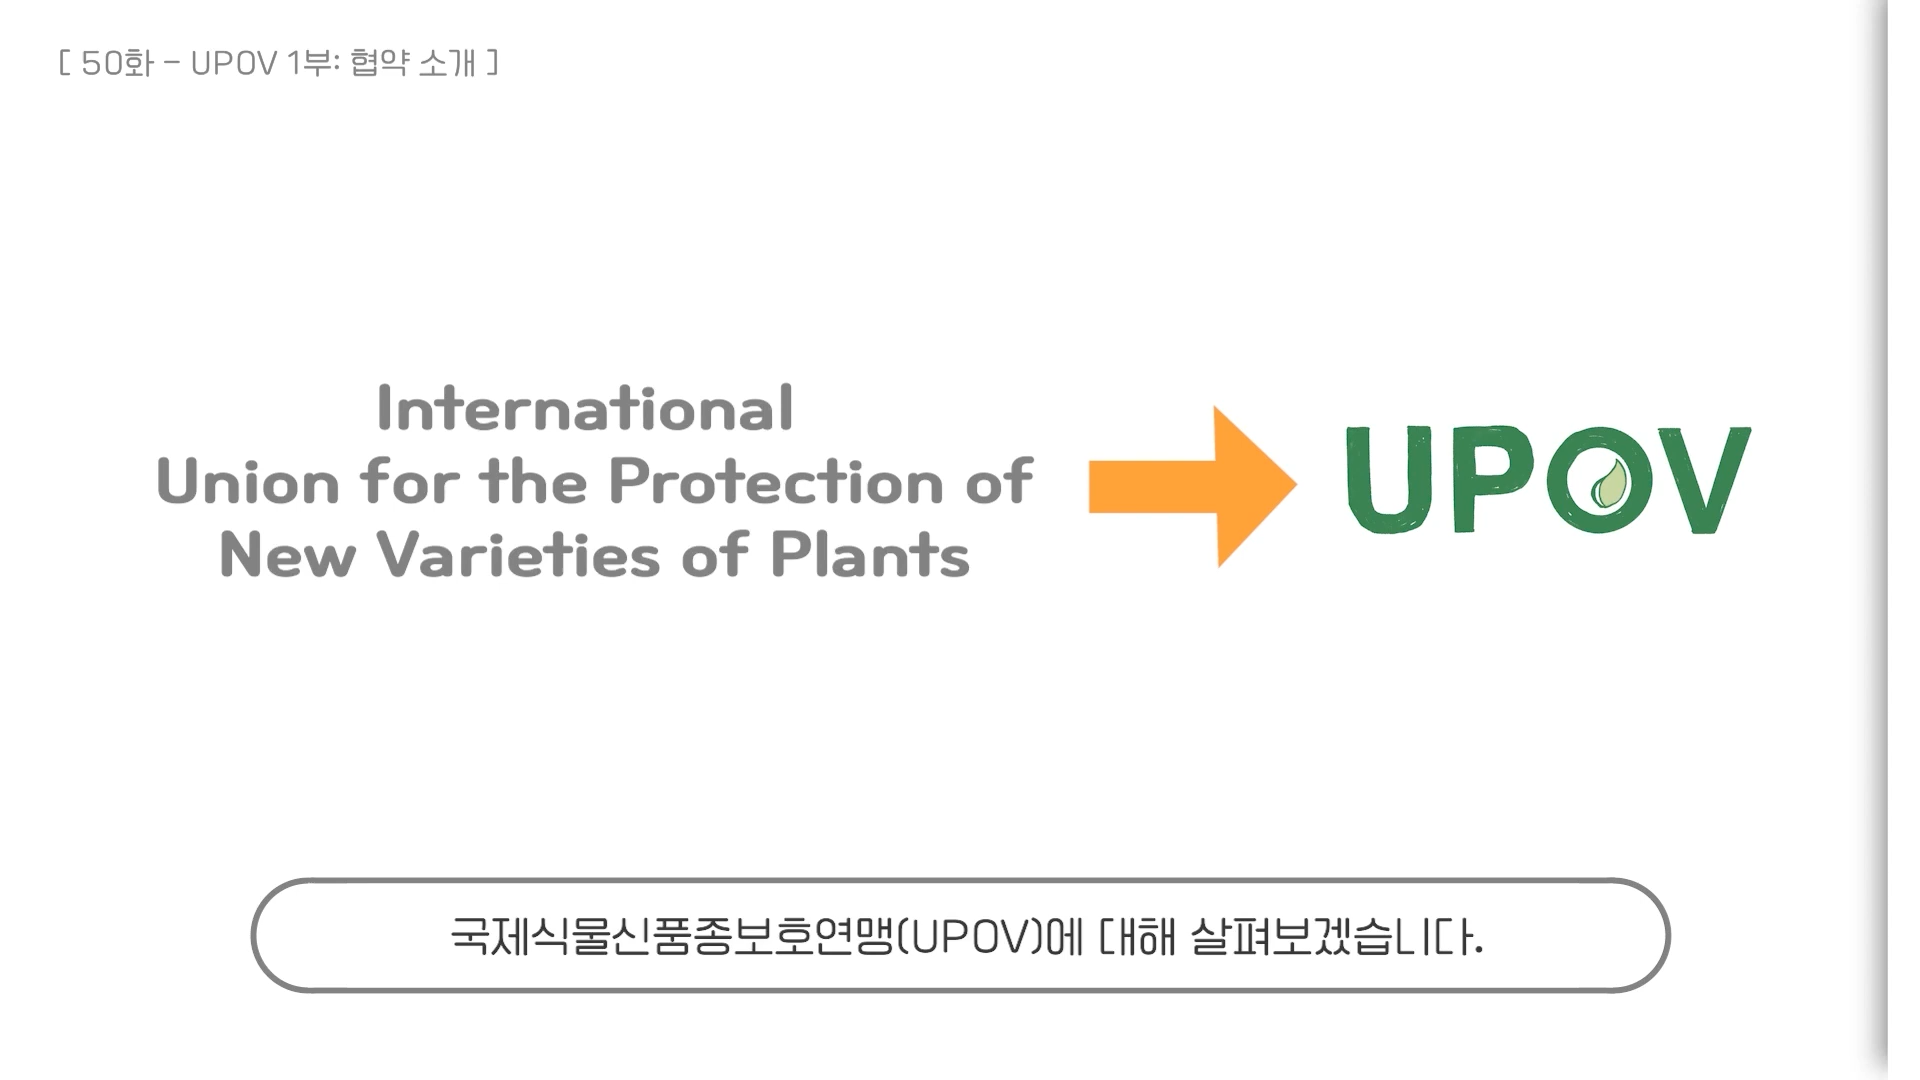 [ 50화 - UPOV 1부: 협약 소개 ]
International
Union for the Protection of
New Varieties of Plants
UPOV
국제식물신품종보호연맹(UPOV)에 대해 살펴보겠습니다.